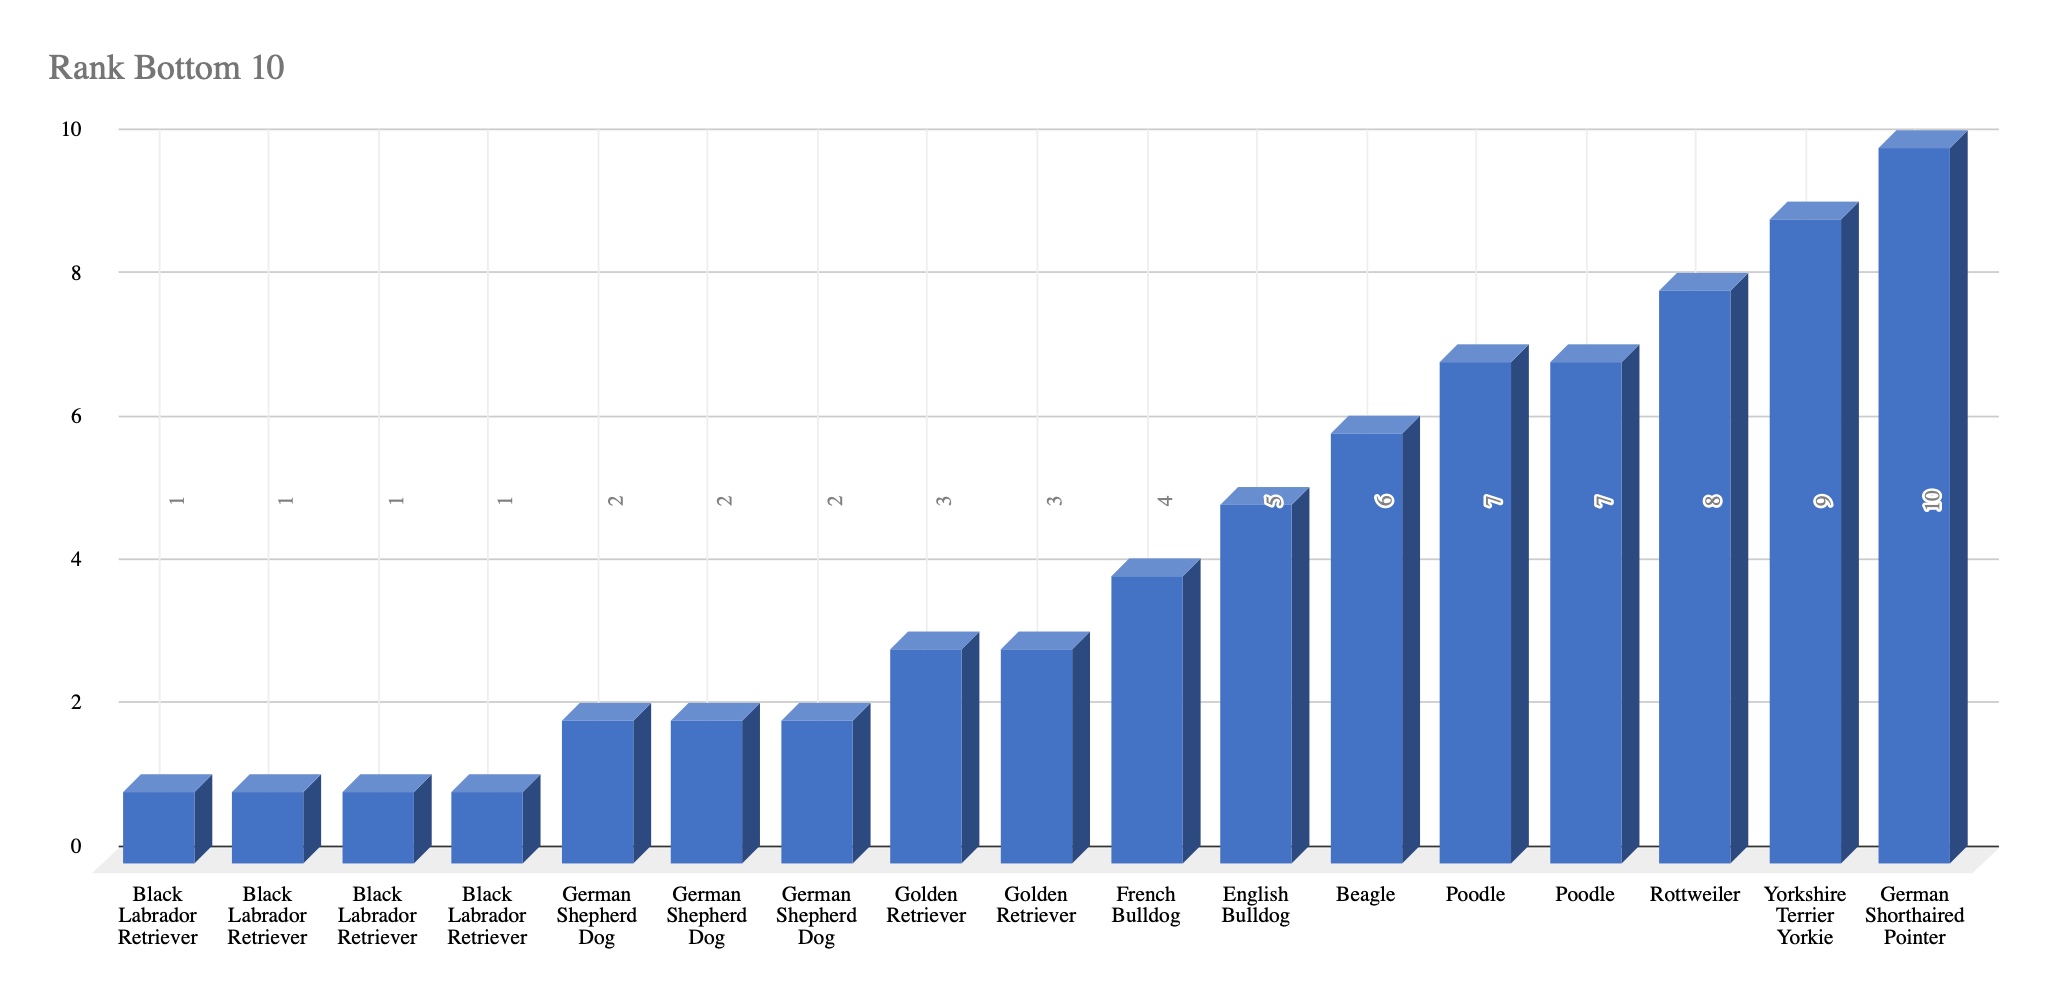 Rank Bottom 10
10
8
6
4
2
0
1 1 1 1 2 2 2 3 3 4 5 6 7 7 8 9 10
Black
Labrador
Retriever
Black
Labrador
Retriever
Black
Labrador
Retriever
Black
Labrador
Retriever
German
Shepherd
Dog
German
Shepherd
Dog
German
Shepherd
Dog
Golden
Retriever
Golden
Retriever
French
Bulldog
English
Bulldog
Beagle
Poodle
Poodle
Rottweiler
Yorkshire
Terrier
Yorkie
German
Shorthaired
Pointer